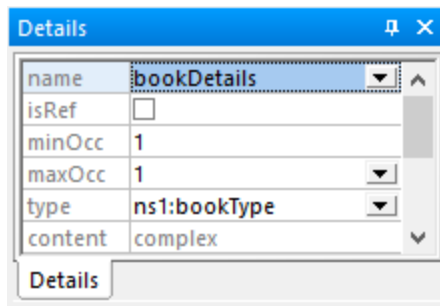 Details
name bookDetails
isRef
minOcc 1
maxOcc 1
type ns1:bookType
content complex
Details